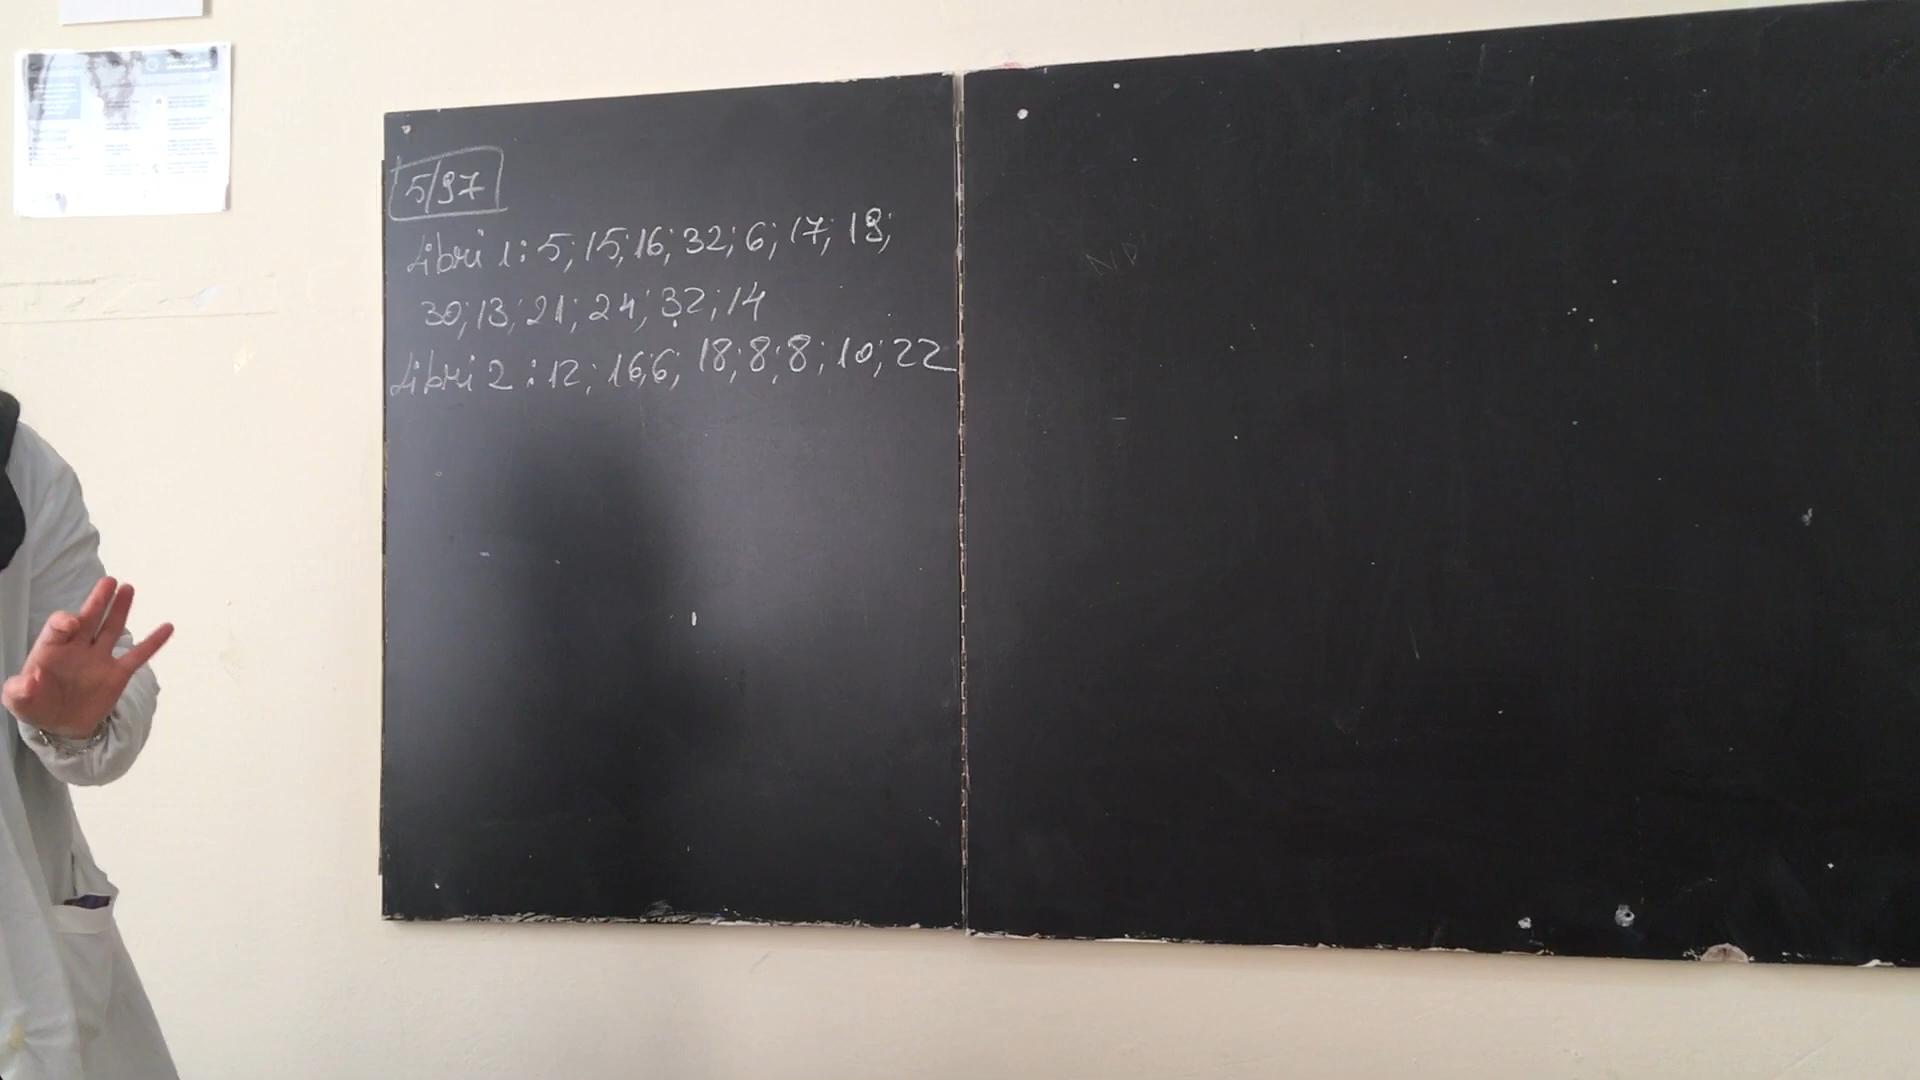 5/97
Libri 1: 5; 15; 16; 32; 6; 17; 19;
30; 13; 21; 24; 32; 14
Libri 2: 12; 16; 6; 18; 8; 8; 10; 22